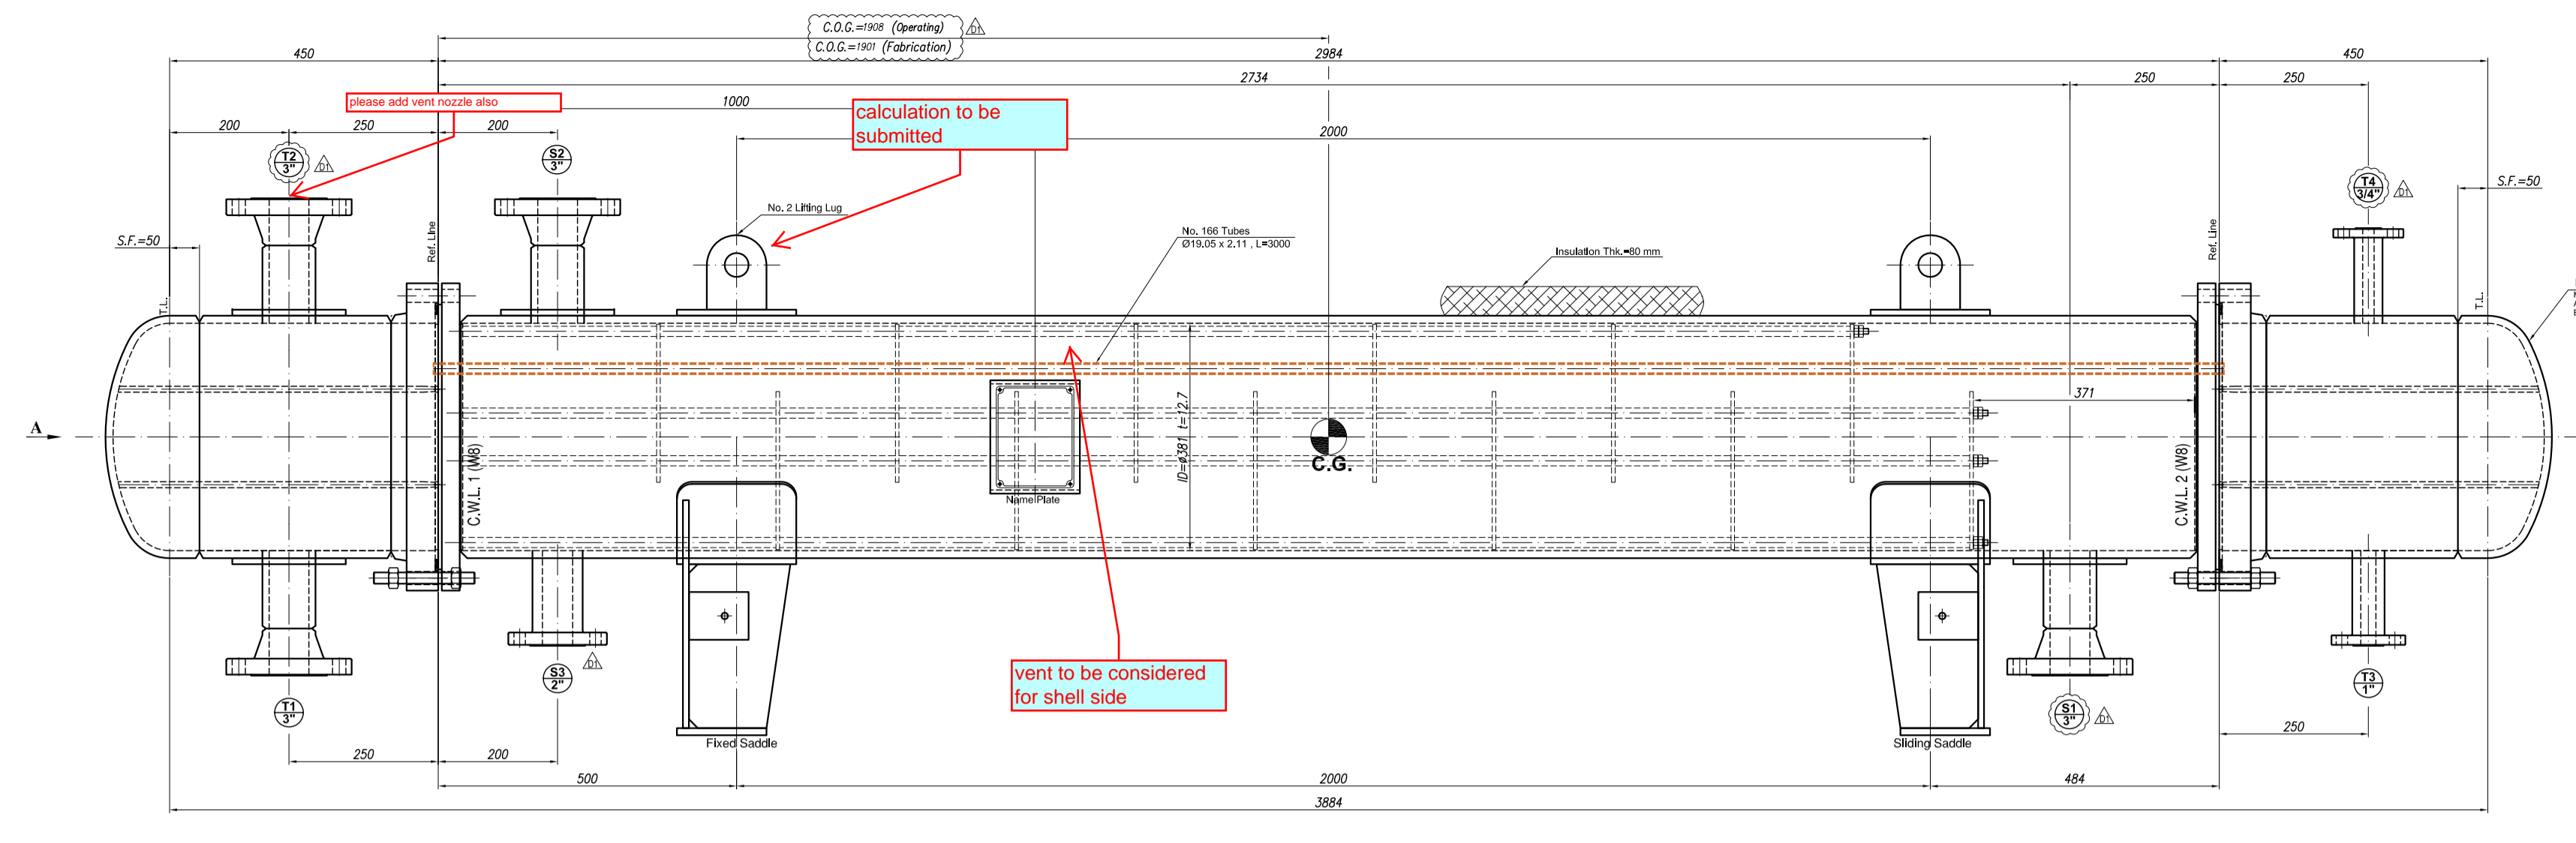 C.O.G.=1908 (Operating)
D1
C.O.G.=1901 (Fabrication)
450
2984
450
2734
250
250
please add vent nozzle also
1000
calculation to be
submitted
200
250
200
2000
T2
3"
D1
S2
3"
T4
3/4"
D1
S.F.=50
No. 2 Lifting Lug
S.F.=50
Ref. Line
No. 166 Tubes
Ø19.05 x 2.11 , L=3000
Insulation Thk.=80 mm
Ref. Line
T.L.
T.L.
371
ID=ø381 t=12.7
A
C.G.
C.W.L. 1 (W8)
C.W.L. 2 (W8)
Name Plate
vent to be considered
for shell side
S3
2"
D1
T1
3"
T3
1"
S1
3"
D1
Fixed Saddle
Sliding Saddle
250
200
250
500
2000
484
3884